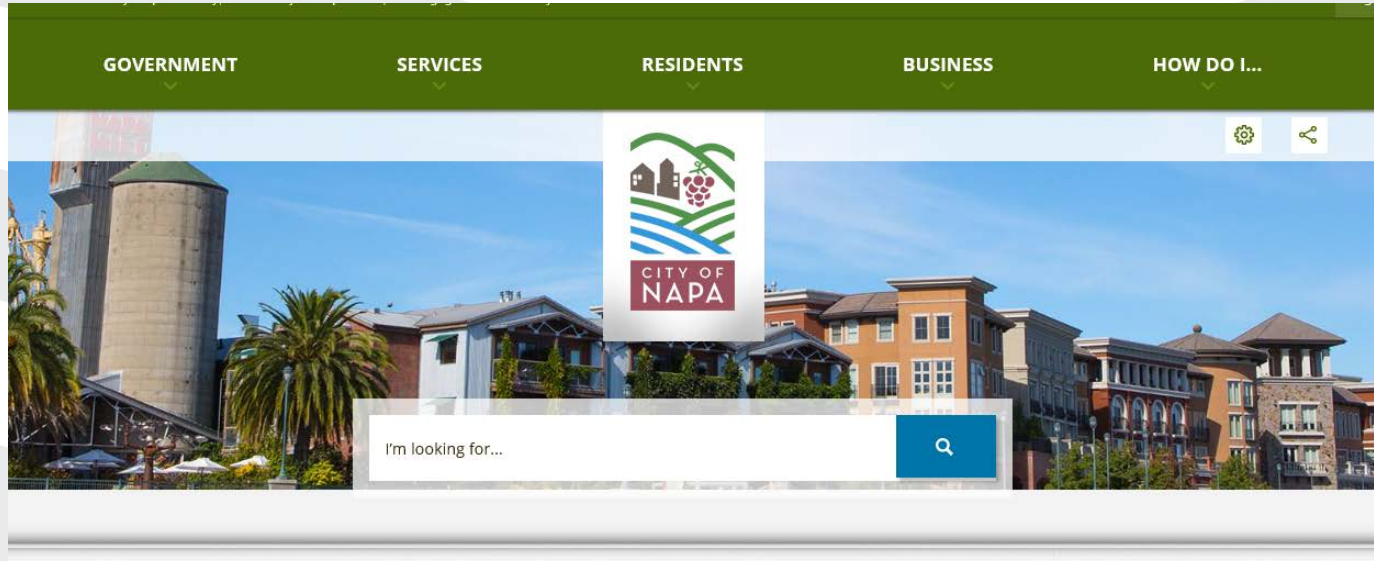 GOVERNMENT SERVICES RESIDENTS BUSINESS HOW DO I...
CITY OF
NAPA
I'm looking for...